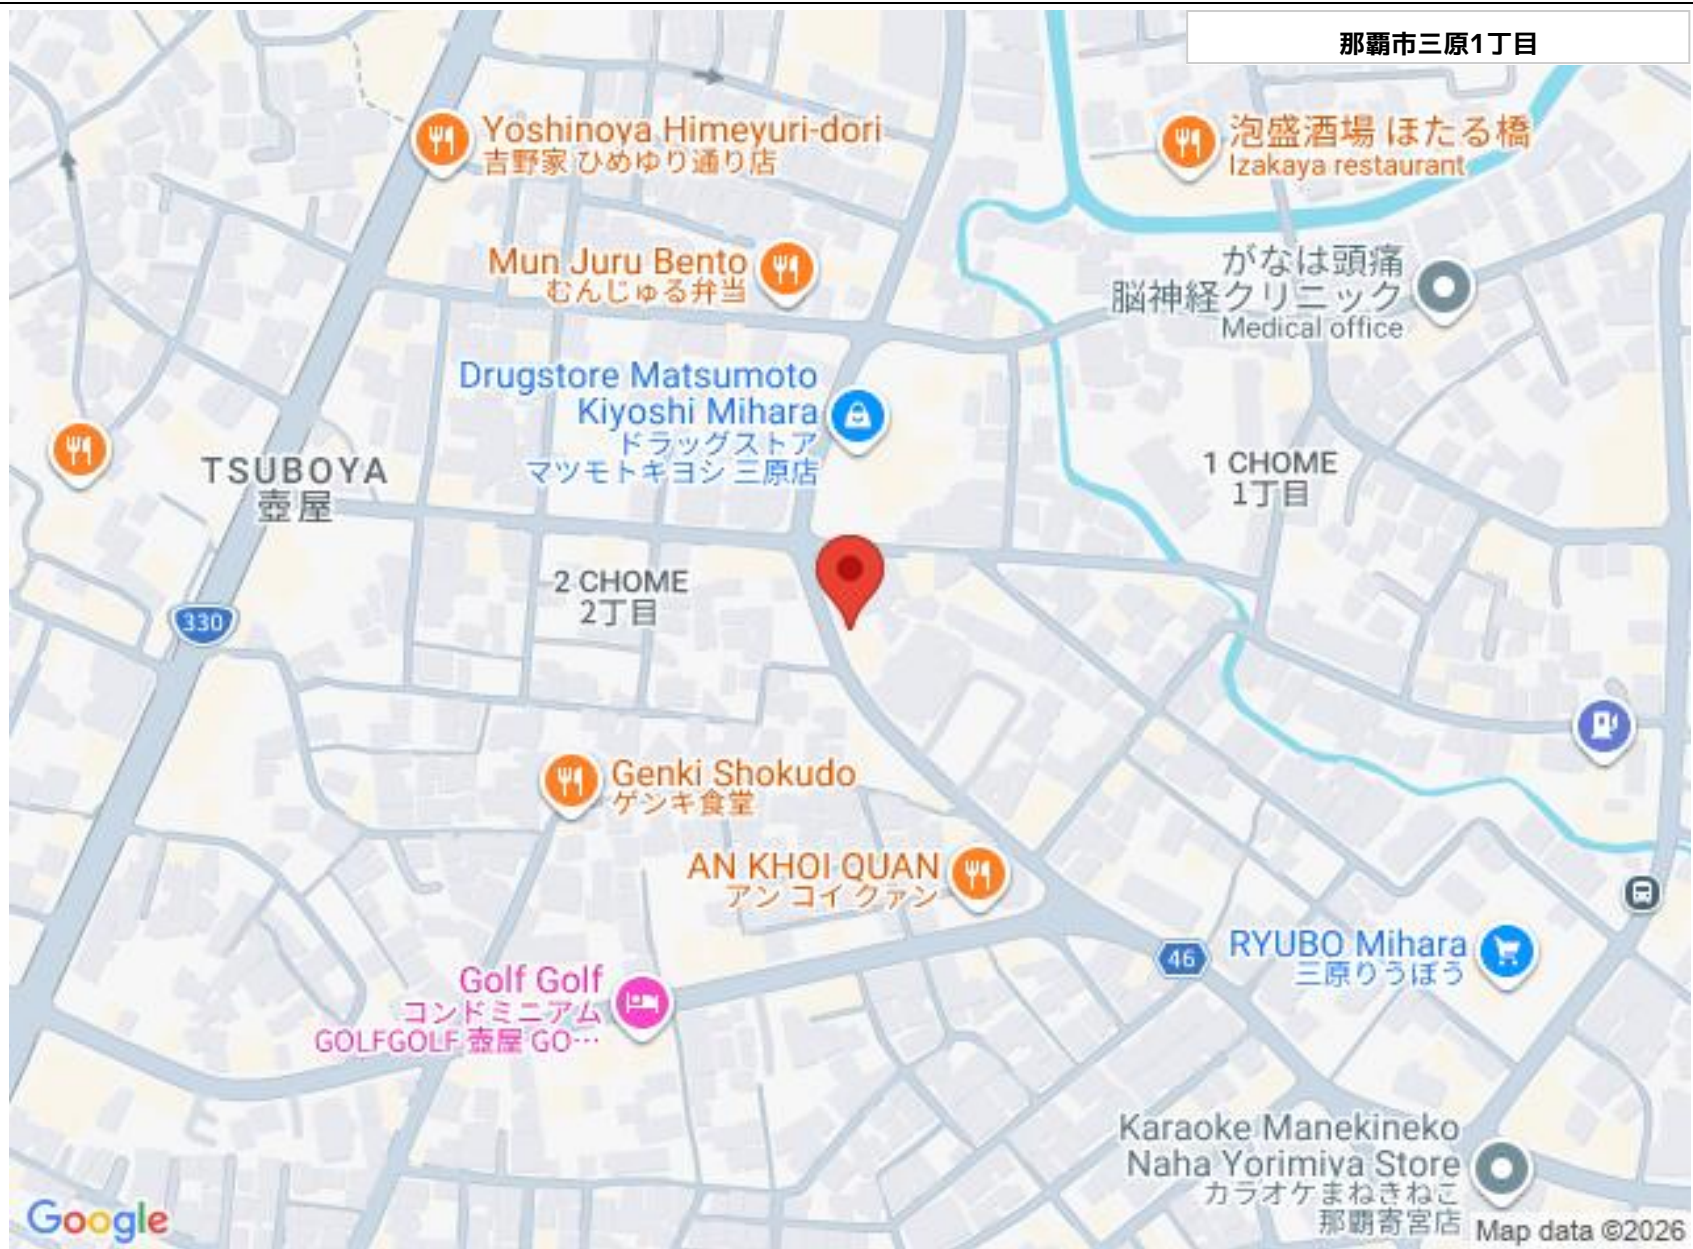 那覇市三原1丁目
Yoshinoya Himeyuri-dori
吉野家 ひめゆり通り店
泡盛酒場 ほたる橋
Izakaya restaurant
Mun Juru Bento
むんじゅる弁当
がなは頭痛
脳神経クリニック
Medical office
Drugstore Matsumoto
Kiyoshi Mihara
ドラッグストア
マツモトキヨシ 三原店
TSUBOYA
壺屋
1 CHOME
1丁目
2 CHOME
2丁目
330
Genki Shokudo
ゲンキ食堂
AN KHOI QUAN
アン コイ クァン
46
RYUBO Mihara
三原りうぼう
Golf Golf
コンドミニアム
GOLFGOLF 壺屋 GO…
Karaoke Manekineko
Naha Yorimiya Store
カラオケまねきねこ
那覇寄宮店
Google
Map data ©2026